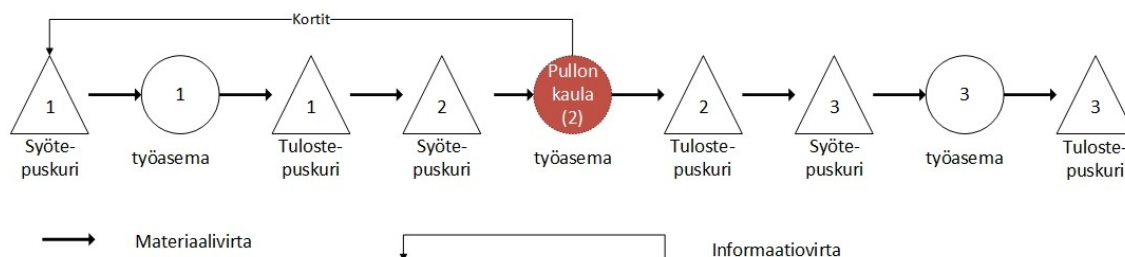 Kortit
1
Syöte-
puskuri
1
työasema
1
Tuloste-
puskuri
2
Syöte-
puskuri
Pullon
kaula
(2)
työasema
2
Tuloste-
puskuri
3
Syöte-
puskuri
3
työasema
3
Tuloste-
puskuri
Materiaalivirta
Informaatiovirta